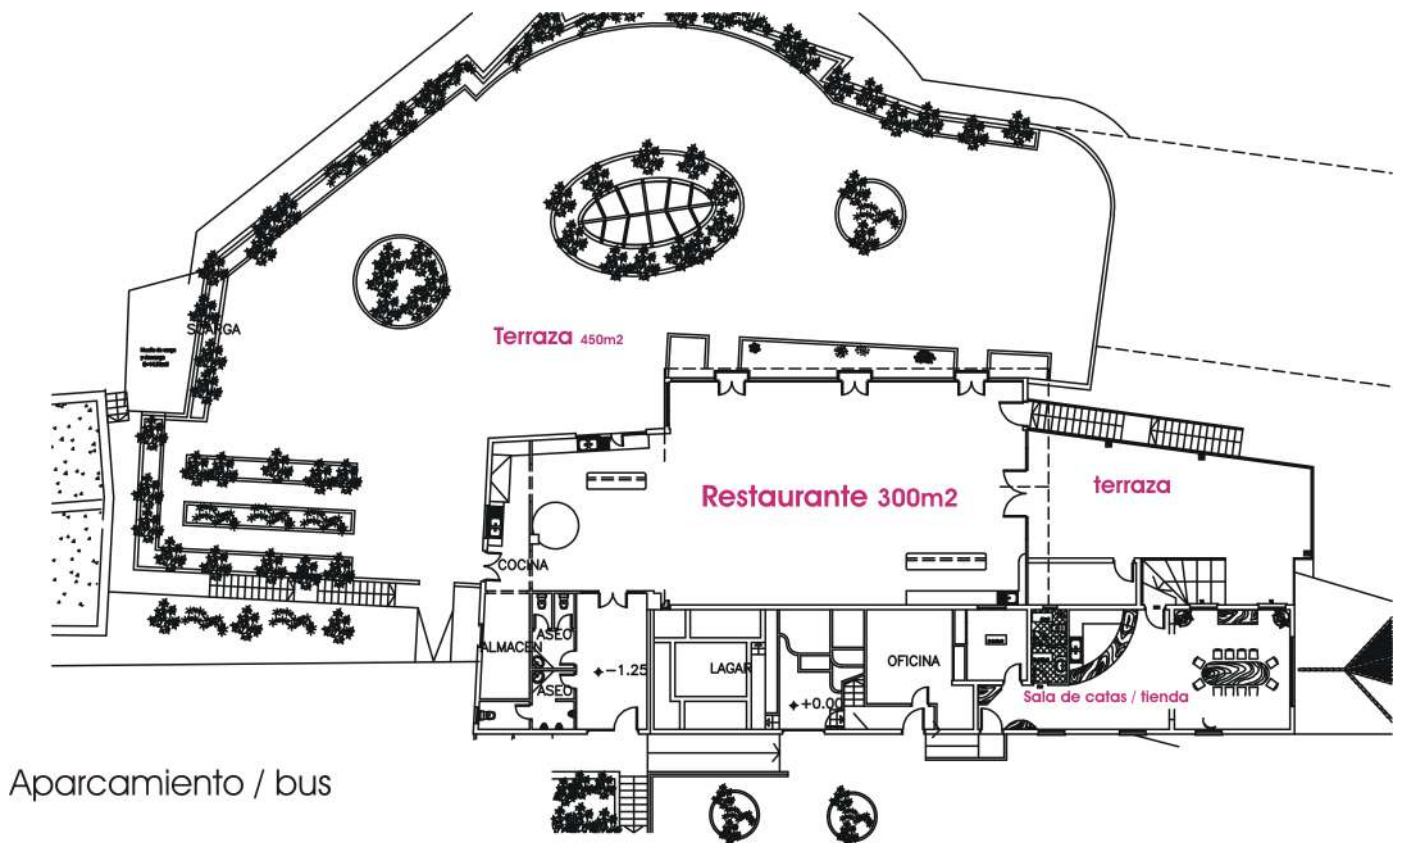 SCARGA
Terraza 450m2
Restaurante 300m2
terraza
COCINA
ASEO
ALMACEN
-1.25
LAGAR
OFICINA
ASEO
+0.00
Sala de catas / tienda
Aparcamiento / bus